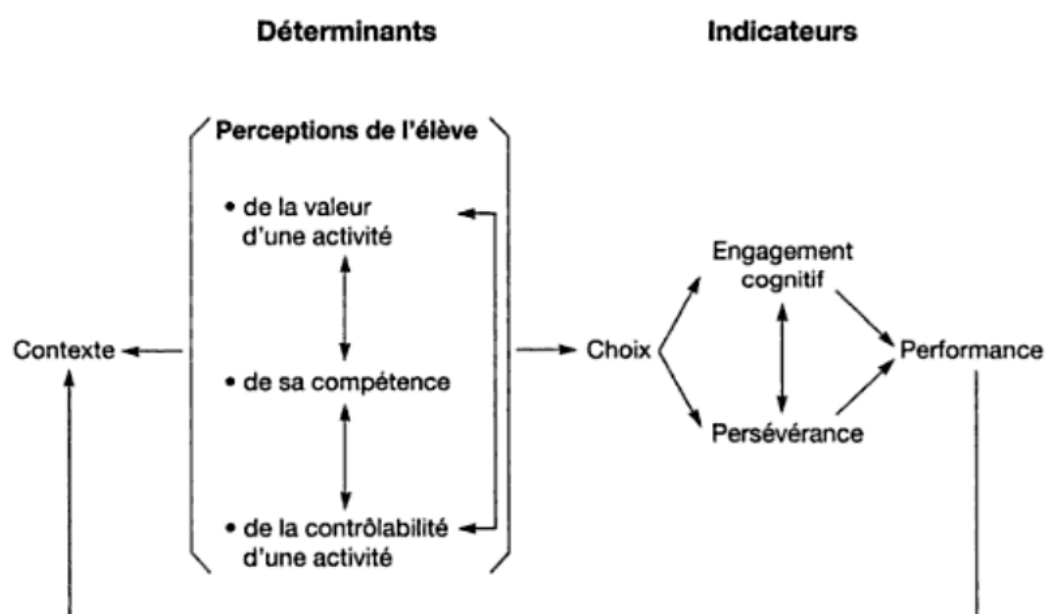 Déterminants
Indicateurs
Perceptions de l'élève
• de la valeur
d'une activité
Engagement
cognitif
Contexte
Choix
Performance
• de sa compétence
Persévérance
• de la contrôlabilité
d'une activité